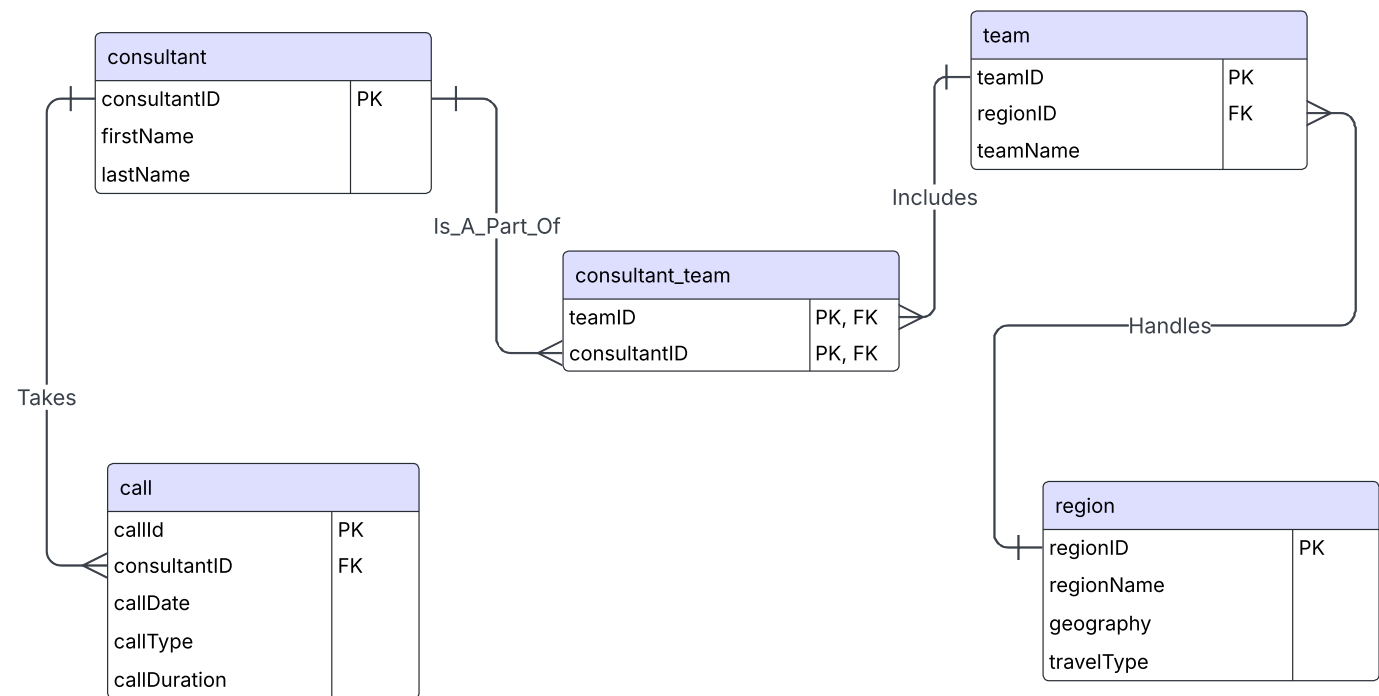 consultant
consultantID PK
firstName
lastName
team
teamID PK
regionID FK
teamName
Is_A_Part_Of
Includes
consultant_team
teamID PK, FK
consultantID PK, FK
Handles
Takes
call
callId PK
consultantID FK
callDate
callType
callDuration
region
regionID PK
regionName
geography
travelType